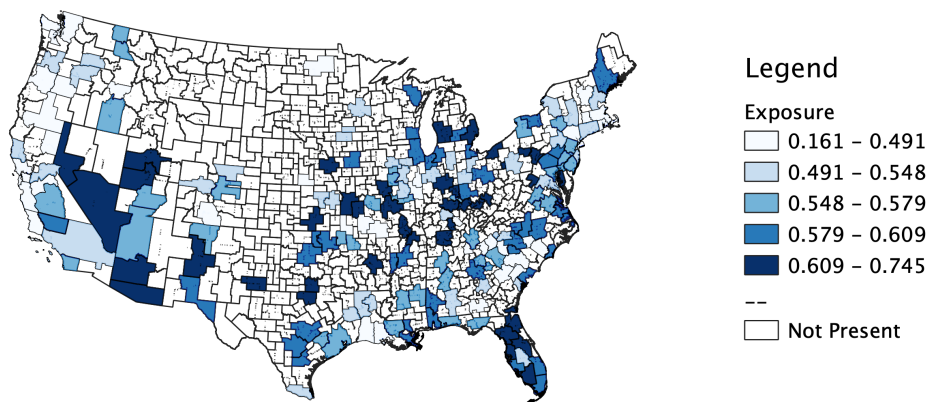 Legend
Exposure
0.161 – 0.491
0.491 – 0.548
0.548 – 0.579
0.579 – 0.609
0.609 – 0.745
--
Not Present